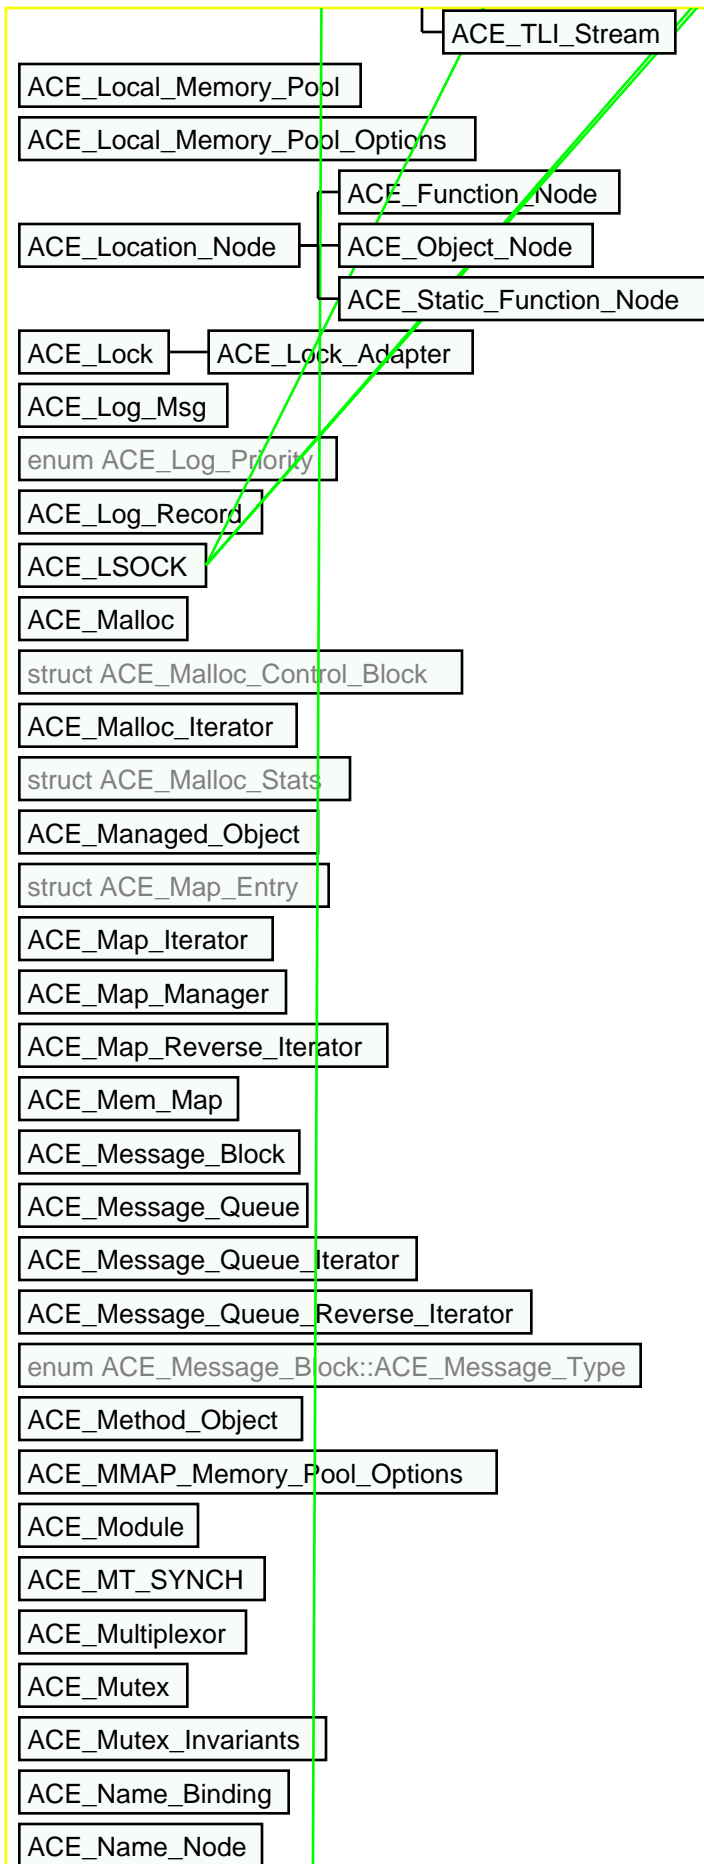 ACE_TLI_Stream
ACE_Local_Memory_Pool
ACE_Local_Memory_Pool_Options
ACE_Function_Node
ACE_Location_Node ACE_Object_Node
ACE_Static_Function_Node
ACE_Lock ACE_Lock_Adapter
ACE_Log_Msg
enum ACE_Log_Priority
ACE_Log_Record
ACE_LSOCK
ACE_Malloc
struct ACE_Malloc_Control_Block
ACE_Malloc_Iterator
struct ACE_Malloc_Stats
ACE_Managed_Object
struct ACE_Map_Entry
ACE_Map_Iterator
ACE_Map_Manager
ACE_Map_Reverse_Iterator
ACE_Mem_Map
ACE_Message_Block
ACE_Message_Queue
ACE_Message_Queue_Iterator
ACE_Message_Queue_Reverse_Iterator
enum ACE_Message_Block::ACE_Message_Type
ACE_Method_Object
ACE_MMAP_Memory_Pool_Options
ACE_Module
ACE_MT_SYNCH
ACE_Multiplexor
ACE_Mutex
ACE_Mutex_Invariants
ACE_Name_Binding
ACE_Name_Node